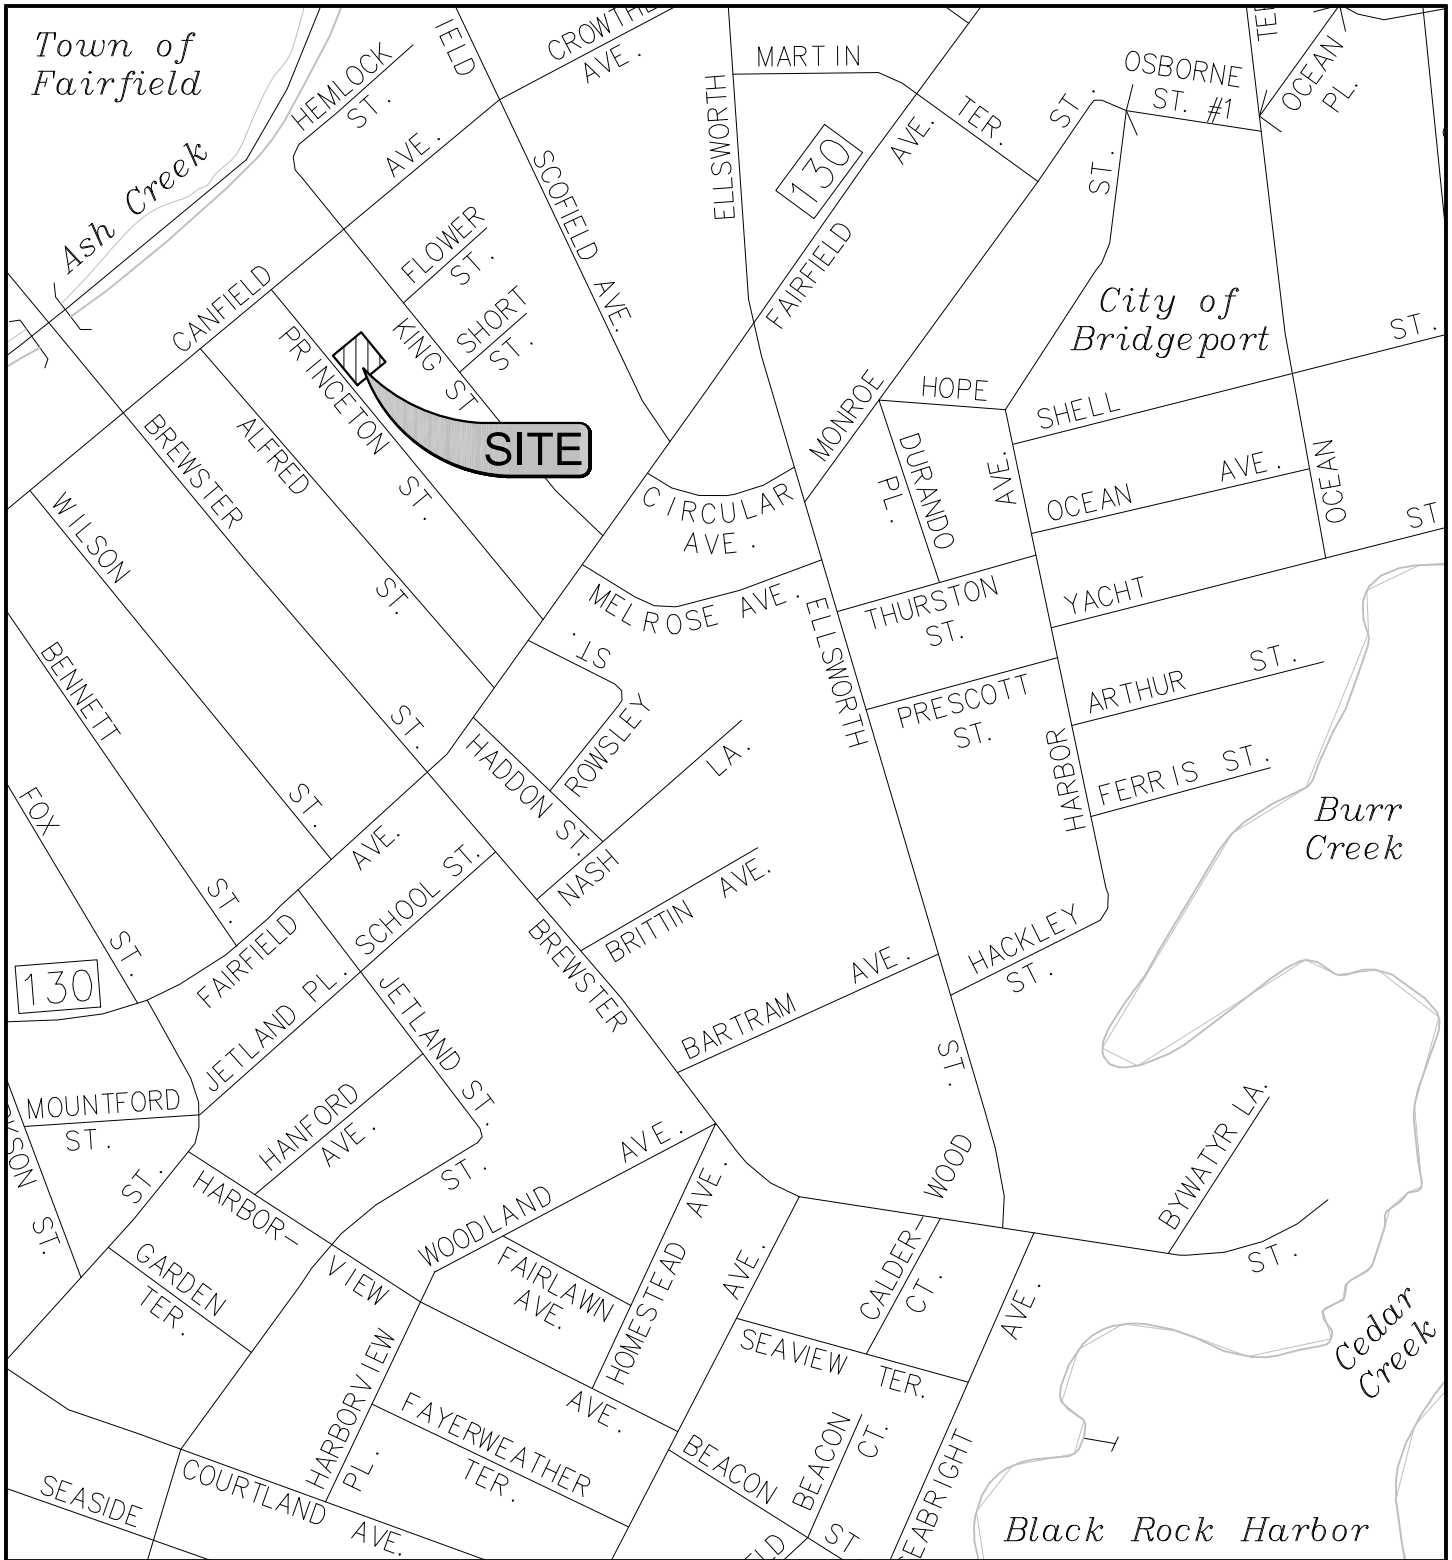 Town of
Fairfield
HEMLOCK
ST.
IELD
CROWTHE
AVE.
MARTIN
TER.
OSBORNE
ST. #1
OCEAN
PL.
Ash Creek
AVE.
SCOFIELD AVE.
ELLSWORTH
130
FAIRFIELD
AVE.
ST.
ST.
FLOWER
ST.
SHORT
ST.
KING ST
CANFIELD
City of
Bridgeport
ST.
PRINCETON
ST.
SITE
ALFRED
ST.
BREWSTER
ST.
WILSON
ST.
MONROE
HOPE
SHELL
DURANDO
PL.
AVE.
OCEAN
AVE.
OCEAN
ST
CIRCULAR
AVE.
MELROSE AVE.
THURSTON
ST.
YACHT
ELLSWORTH
BENNETT
ST.
ST.
ROWSLEY
PRESCOTT
ST.
ARTHUR ST.
HARBOR
FERRIS ST.
HADDON ST.
NASH
LA.
Burr
Creek
FOX
ST.
AVE.
SCHOOL ST.
BRITTIN AVE.
BREWSTER
FAIRFIELD
130
JETLAND PL.
JETLAND ST.
BARTRAM
AVE.
HACKLEY
ST.
ST.
MOUNTFORD
ST.
SON
ST.
ST.
HANFORD
AVE.
HARBOR-
VIEW
AVE.
ST.
WOODLAND
AVE.
AVE.
HOMESTEAD
CALDER-
WOOD
CT.
BYWATYR LA.
ST.
GARDEN
TER.
FAIRLAWN
AVE.
AVE.
SEAVIEW TER.
AVE.
Cedar
Creek
HARBORVIEW
PL.
FAYERWEATHER
TER.
BEACON
ST
BEACON
CT.
EABRIGHT
SEASIDE
COURTLAND AVE.
LD
Black Rock Harbor